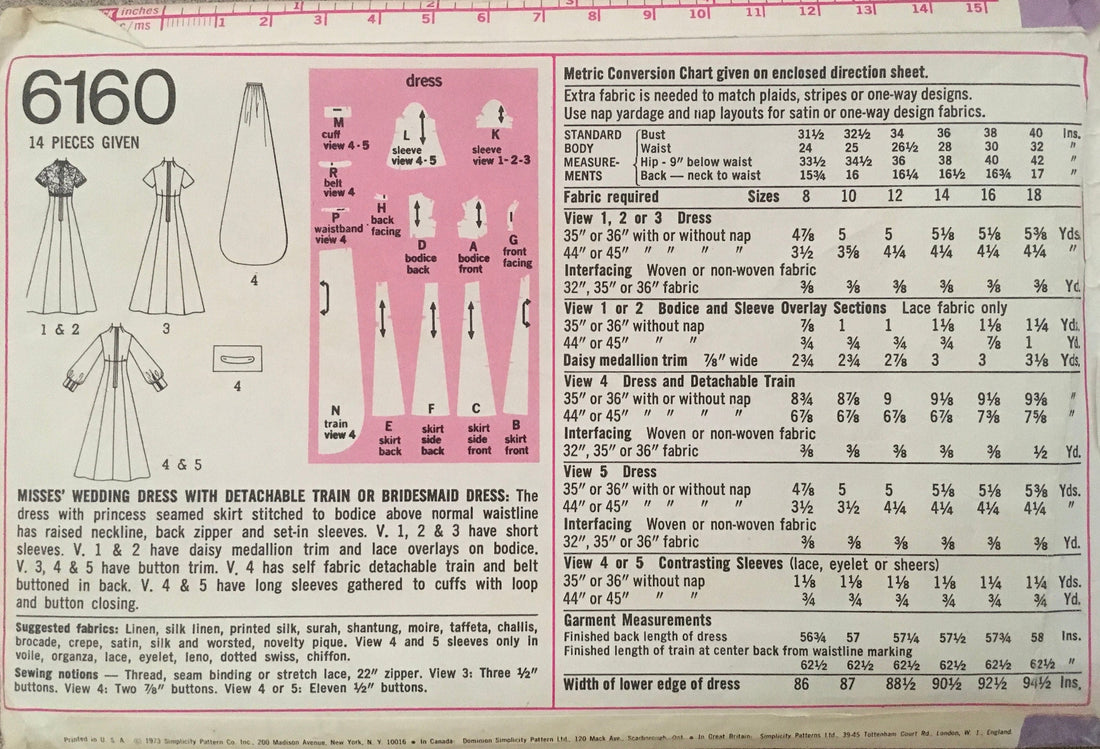 inches
1 2 3 4 5 6 7 8 9 10 11 12 13 14 15
c/ms
6160
14 PIECES GIVEN
1 & 2
3
4
4
4 & 5
dress
M
cuff
view 4-5
L
sleeve
view 4-5
K
sleeve
view 1-2-3
R
belt
view 4
P
waistband
view 4
H
back
facing
D
bodice
back
A
bodice
front
G
front
facing
N
train
view 4
E
skirt
back
F
skirt
side
back
C
skirt
side
front
B
skirt
front
MISSES' WEDDING DRESS WITH DETACHABLE TRAIN OR BRIDESMAID DRESS: The
dress with princess seamed skirt stitched to bodice above normal waistline
has raised neckline, back zipper and set-in sleeves. V. 1, 2 & 3 have short
sleeves. V. 1 & 2 have daisy medallion trim and lace overlays on bodice.
V. 3, 4 & 5 have button trim. V. 4 has self fabric detachable train and belt
buttoned in back. V. 4 & 5 have long sleeves gathered to cuffs with loop
and button closing.
Suggested fabrics: Linen, silk linen, printed silk, surah, shantung, moire, taffeta, challis,
brocade, crepe, satin, silk and worsted, novelty pique. View 4 and 5 sleeves only in
voile, organza, lace, eyelet, leno, dotted swiss, chiffon.
Sewing notions — Thread, seam binding or stretch lace, 22" zipper. View 3: Three ½"
buttons. View 4: Two ⅞" buttons. View 4 or 5: Eleven ½" buttons.
Metric Conversion Chart given on enclosed direction sheet.
Extra fabric is needed to match plaids, stripes or one-way designs.
Use nap yardage and nap layouts for satin or one-way design fabrics.
STANDARD Bust 31½ 32½ 34 36 38 40 Ins.
BODY Waist 24 25 26½ 28 30 32 "
MEASURE- Hip - 9" below waist 33½ 34½ 36 38 40 42 "
MENTS Back — neck to waist 15¾ 16 16¼ 16½ 16¾ 17 "
Fabric required Sizes 8 10 12 14 16 18
View 1, 2 or 3 Dress
35" or 36" with or without nap 4⅞ 5 5 5⅛ 5⅛ 5⅜ Yds.
44" or 45" " " " " 3½ 3⅝ 4¼ 4¼ 4¼ 4¼ "
Interfacing Woven or non-woven fabric
32", 35" or 36" fabric ⅜ ⅜ ⅜ ⅜ ⅜ ⅜ Yd.
View 1 or 2 Bodice and Sleeve Overlay Sections Lace fabric only
35" or 36" without nap ⅞ 1 1 1⅛ 1⅛ 1¼ Yds.
44" or 45" " " ¾ ¾ ¾ ¾ ⅞ 1 Yd.
Daisy medallion trim ⅞" wide 2¾ 2¾ 2⅞ 3 3 3⅛ Yds.
View 4 Dress and Detachable Train
35" or 36" with or without nap 8¾ 8⅞ 9 9⅛ 9⅛ 9⅜ "
44" or 45" " " " " 6⅞ 6⅞ 6⅞ 6⅞ 7⅜ 7⅝ "
Interfacing Woven or non-woven fabric
32", 35" or 36" fabric ⅜ ⅜ ⅜ ⅜ ⅜ ½ Yd.
View 5 Dress
35" or 36" with or without nap 4⅞ 5 5 5⅛ 5⅛ 5⅜ Yds.
44" or 45" " " " " 3½ 3½ 4¼ 4¼ 4¼ 4¼ "
Interfacing Woven or non-woven fabric
32", 35" or 36" fabric ⅜ ⅜ ⅜ ⅜ ⅜ ⅜ Yd.
View 4 or 5 Contrasting Sleeves (lace, eyelet or sheers)
35" or 36" without nap 1⅛ 1⅛ 1⅛ 1⅛ 1¼ 1¼ Yds.
44" or 45" " " ¾ ¾ ¾ ¾ ¾ ¾ Yd.
Garment Measurements
Finished back length of dress 56¾ 57 57¼ 57½ 57¾ 58 Ins.
Finished length of train at center back from waistline marking
62½ 62½ 62½ 62½ 62½ 62½ "
Width of lower edge of dress 86 87 88½ 90½ 92½ 94½ Ins.
Printed in U. S. A. © 1973 Simplicity Pattern Co. Inc., 200 Madison Avenue, New York, N. Y. 10016 • In Canada: Dominion Simplicity Pattern Ltd., 120 Mack Ave., Scarborough, Ont. • In Great Britain: Simplicity Patterns Ltd., 39-45 Tottenham Court Rd., London, W. 1., England.